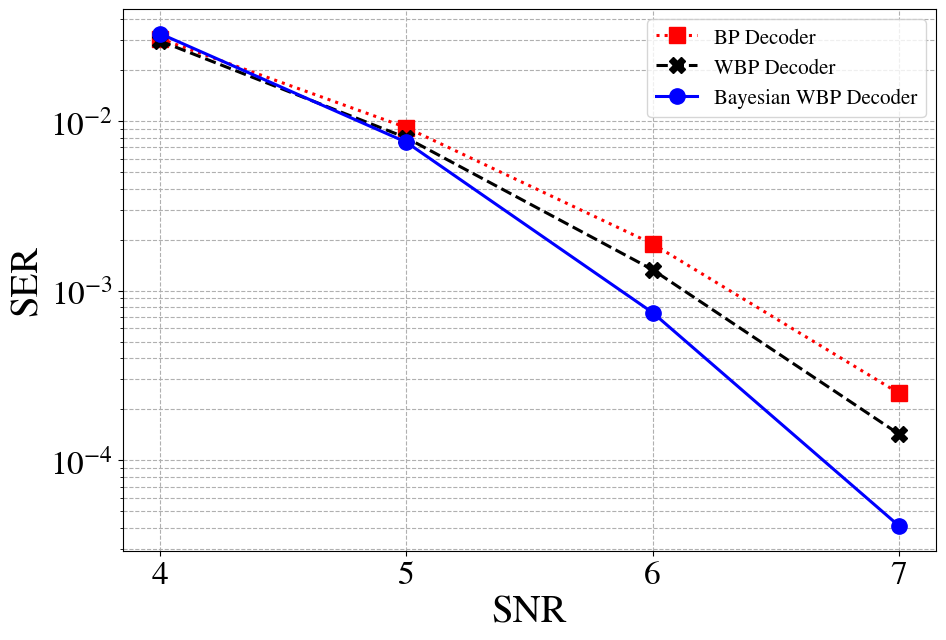 BP Decoder
WBP Decoder
Bayesian WBP Decoder
SER
10⁻²
10⁻³
10⁻⁴
4 5 6 7
SNR